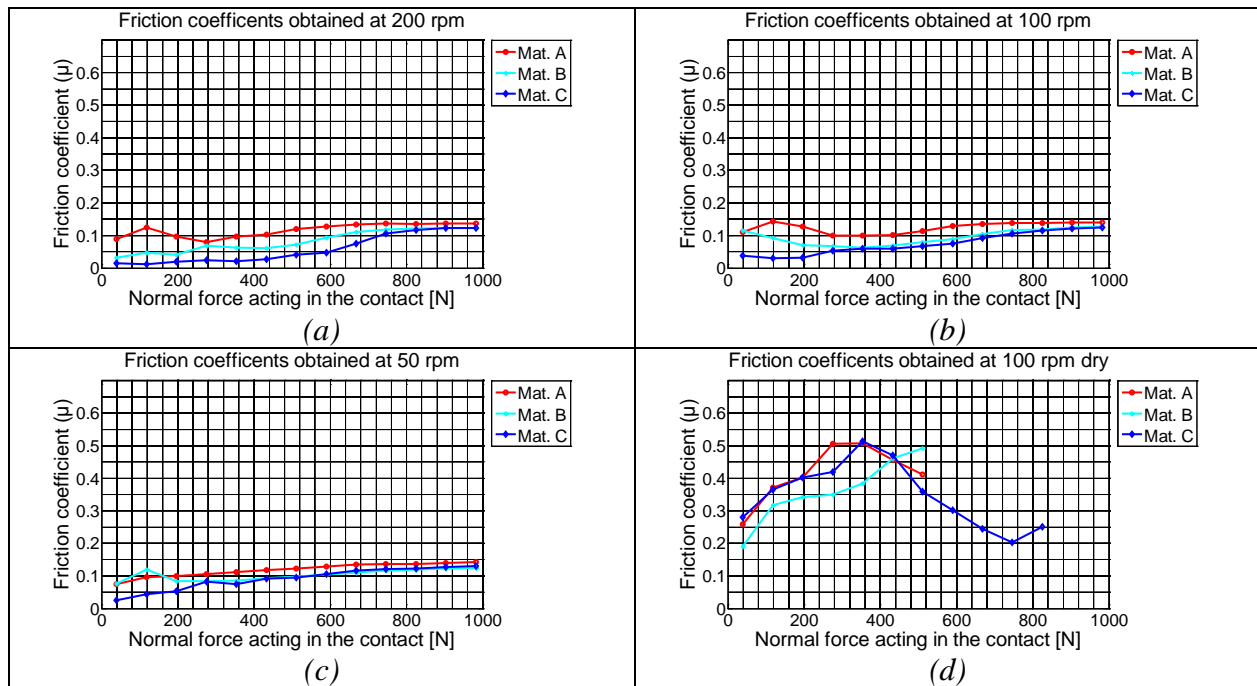 Friction coefficents obtained at 200 rpm
Friction coefficient (μ)
0.6
0.5
0.4
0.3
0.2
0.1
0
0 200 400 600 800 1000
Normal force acting in the contact [N]
Mat. A
Mat. B
Mat. C
(a)
Friction coefficents obtained at 100 rpm
Friction coefficient (μ)
0.6
0.5
0.4
0.3
0.2
0.1
0
0 200 400 600 800 1000
Normal force acting in the contact [N]
Mat. A
Mat. B
Mat. C
(b)
Friction coefficents obtained at 50 rpm
Friction coefficient (μ)
0.6
0.5
0.4
0.3
0.2
0.1
0
0 200 400 600 800 1000
Normal force acting in the contact [N]
Mat. A
Mat. B
Mat. C
(c)
Friction coefficents obtained at 100 rpm dry
Friction coefficient (μ)
0.6
0.5
0.4
0.3
0.2
0.1
0
0 200 400 600 800 1000
Normal force acting in the contact [N]
Mat. A
Mat. B
Mat. C
(d)